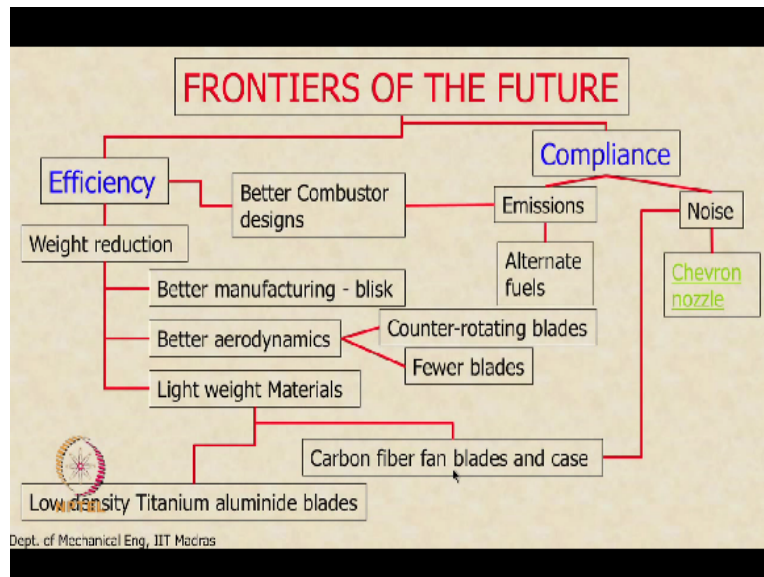 FRONTIERS OF THE FUTURE
Compliance
Efficiency
Better Combustor
designs
Emissions
Noise
Weight reduction
Alternate
fuels
Chevron
nozzle
Better manufacturing - blisk
Counter-rotating blades
Better aerodynamics
Fewer blades
Light weight Materials
Carbon fiber fan blades and case
Low density Titanium aluminide blades
NPTEL
Dept. of Mechanical Eng, IIT Madras